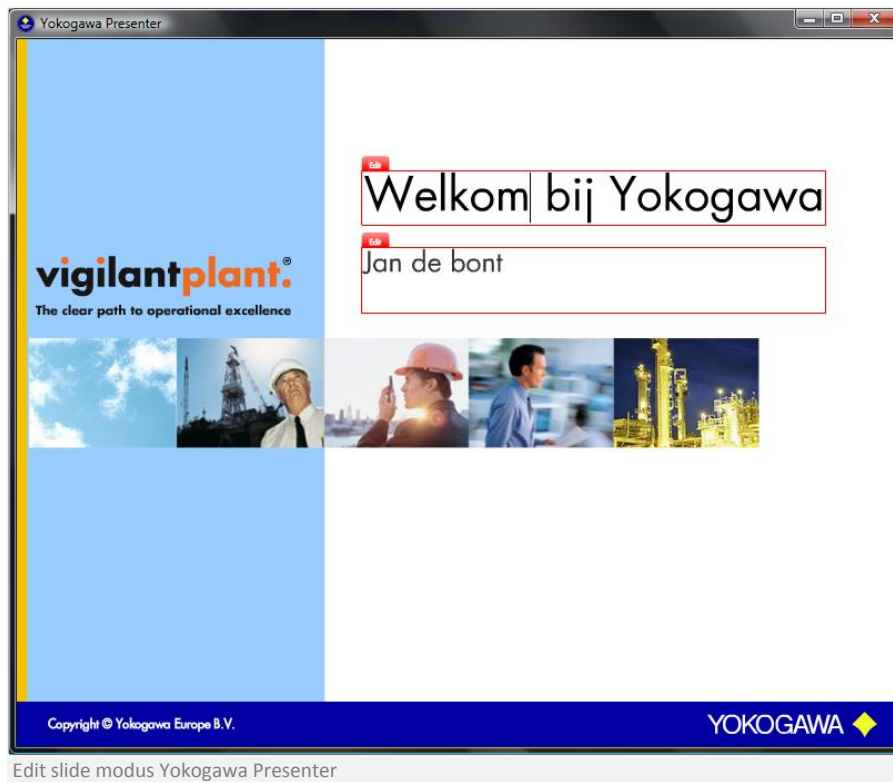 Yokogawa Presenter
Edit
Welkom bij Yokogawa
Edit
Jan de bont
vigilantplant.®
The clear path to operational excellence
Copyright © Yokogawa Europe B.V.
YOKOGAWA
Edit slide modus Yokogawa Presenter